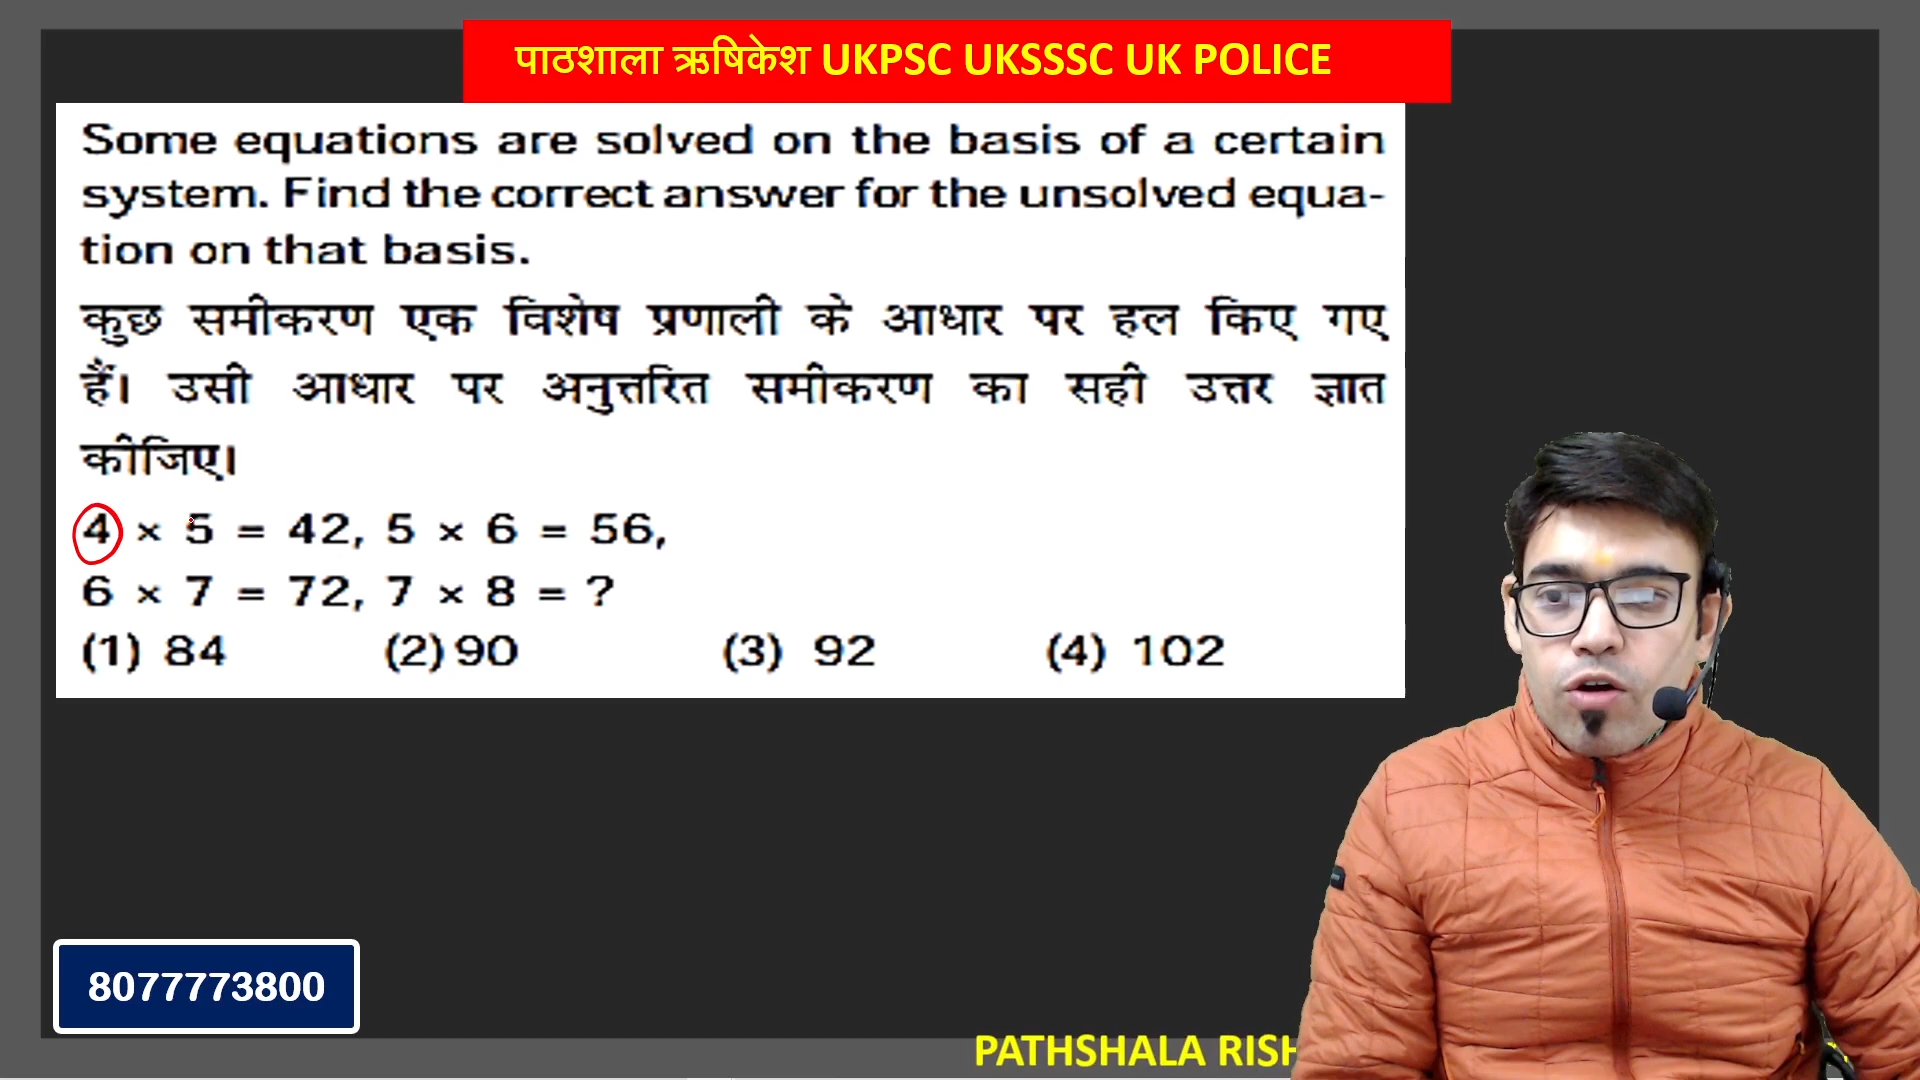 पाठशाला ऋषिकेश UKPSC UKSSSC UK POLICE
Some equations are solved on the basis of a certain
system. Find the correct answer for the unsolved equa-
tion on that basis.
कुछ समीकरण एक विशेष प्रणाली के आधार पर हल किए गए
हैं। उसी आधार पर अनुत्तरित समीकरण का सही उत्तर ज्ञात
कीजिए।
4 × 5 = 42, 5 × 6 = 56,
6 × 7 = 72, 7 × 8 = ?
(1) 84 (2) 90 (3) 92 (4) 102
8077773800
PATHSHALA RISH